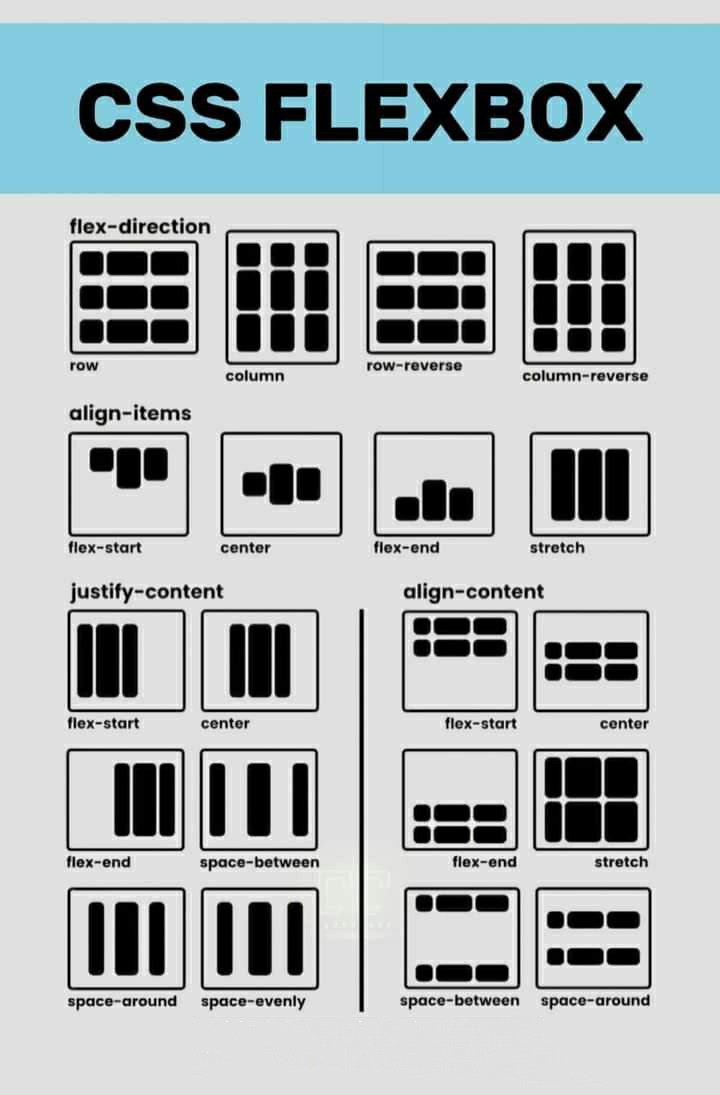 CSS FLEXBOX
flex-direction
row
column
row-reverse
column-reverse
align-items
flex-start
center
flex-end
stretch
justify-content
flex-start
center
flex-end
space-between
space-around
space-evenly
align-content
flex-start
center
flex-end
stretch
space-between
space-around